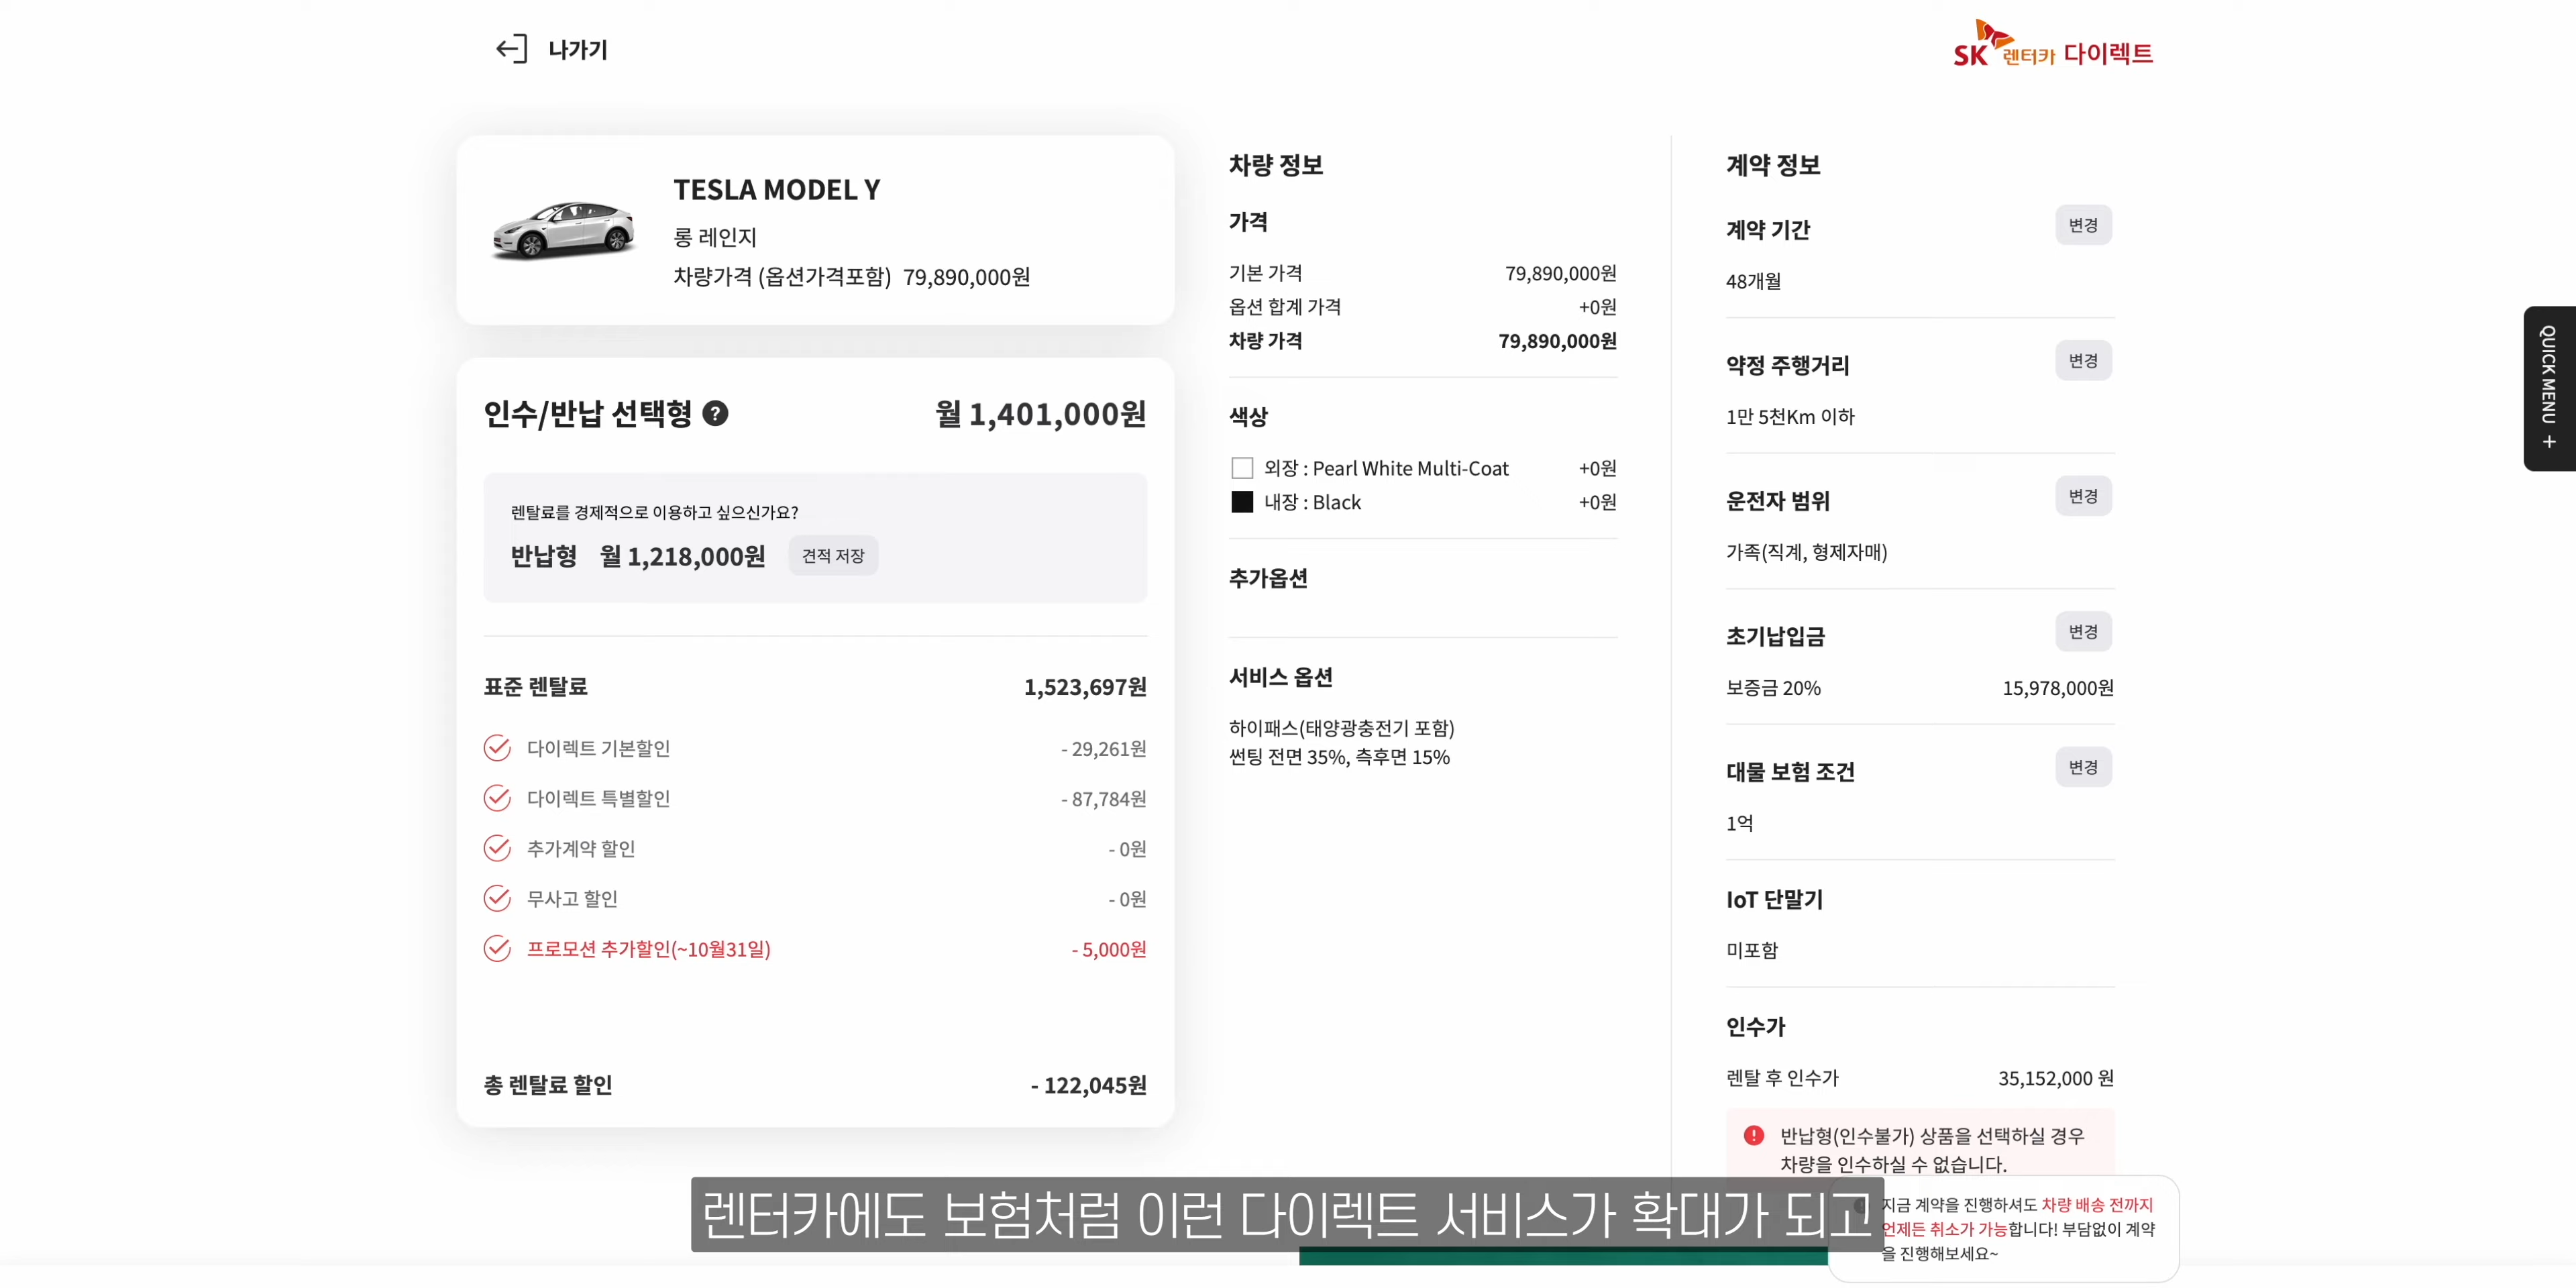 나가기
SK 렌터카 다이렉트
TESLA MODEL Y
롱 레인지
차량가격 (옵션가격포함) 79,890,000원
인수/반납 선택형 ?
월 1,401,000원
렌탈료를 경제적으로 이용하고 싶으신가요?
반납형 월 1,218,000원 견적 저장
표준 렌탈료 1,523,697원
다이렉트 기본할인 - 29,261원
다이렉트 특별할인 - 87,784원
추가계약 할인 - 0원
무사고 할인 - 0원
프로모션 추가할인(~10월31일) - 5,000원
총 렌탈료 할인 - 122,045원
차량 정보
가격
기본 가격 79,890,000원
옵션 합계 가격 +0원
차량 가격 79,890,000원
색상
외장 : Pearl White Multi-Coat +0원
내장 : Black +0원
추가옵션
서비스 옵션
하이패스(태양광충전기 포함)
썬팅 전면 35%, 측후면 15%
계약 정보
계약 기간 변경
48개월
약정 주행거리 변경
1만 5천Km 이하
운전자 범위 변경
가족(직계, 형제자매)
초기납입금 변경
보증금 20% 15,978,000원
대물 보험 조건 변경
1억
IoT 단말기
미포함
인수가
렌탈 후 인수가 35,152,000 원
반납형(인수불가) 상품을 선택하실 경우
차량을 인수하실 수 없습니다.
지금 계약을 진행하셔도 차량 배송 전까지
언제든 취소가 가능합니다! 부담없이 계약
을 진행해보세요~
QUICK MENU +
렌터카에도 보험처럼 이런 다이렉트 서비스가 확대가 되고